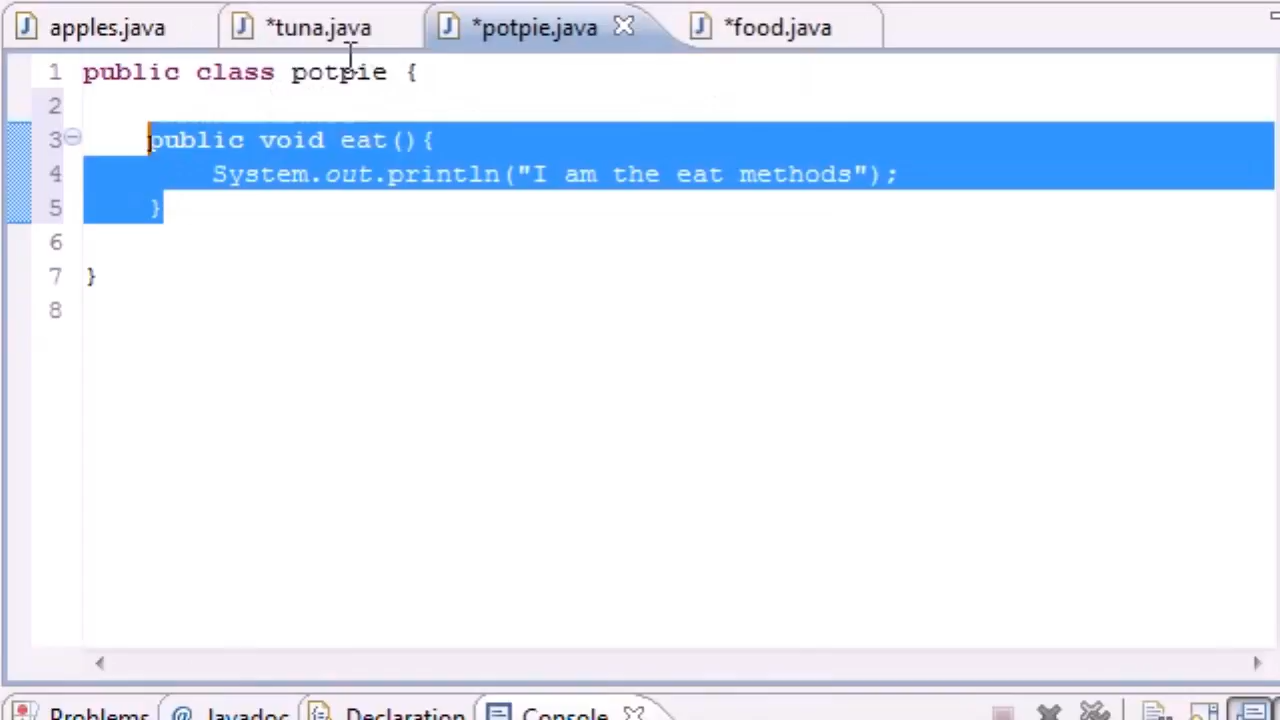 apples.java *tuna.java *potpie.java *food.java
1 public class potpie {
2
3 public void eat(){
4 System.out.println("I am the eat methods");
5 }
6
7 }
8
Problems @ Javadoc Declaration Console